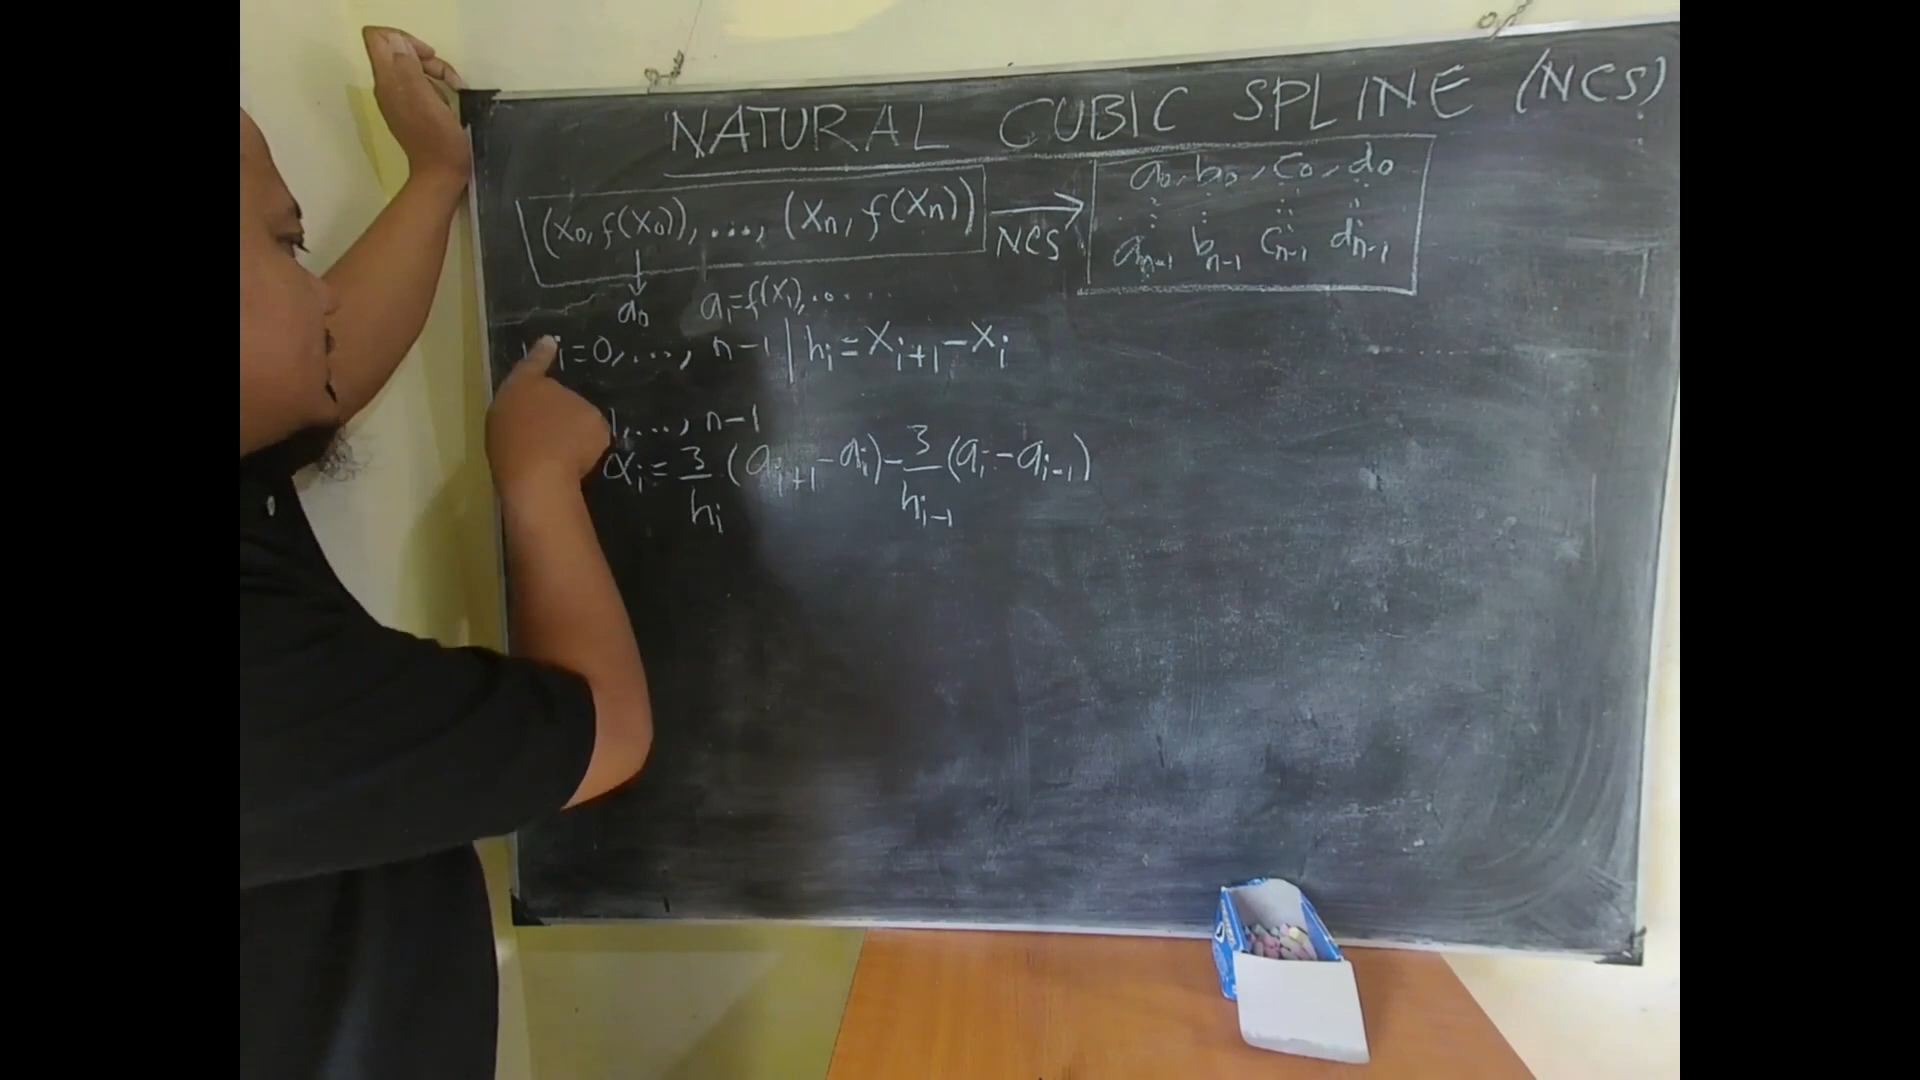 NATURAL CUBIC SPLINE (NCS)
(x₀, f(x₀)), ..., (xₙ, f(xₙ)) → NCS
a₀, b₀, c₀, d₀
aₙ₋₁ bₙ₋₁ cₙ₋₁ dₙ₋₁
↓
a₀ a₁=f(x₁), .....
i=0, ..., n-1 | hᵢ = xᵢ₊₁ - xᵢ
1, ..., n-1
αᵢ = 3/hᵢ (aᵢ₊₁ - aᵢ) - 3/hᵢ₋₁ (aᵢ - aᵢ₋₁)